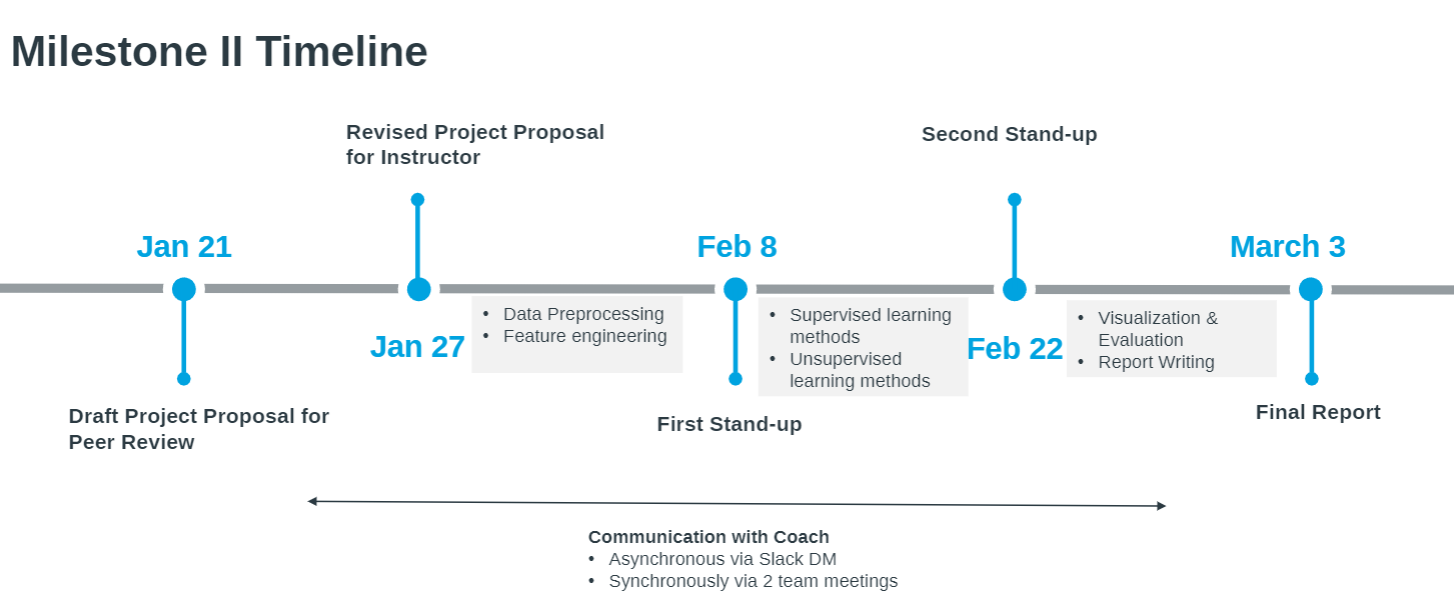 Milestone II Timeline
Revised Project Proposal
for Instructor
Second Stand-up
Jan 21
Feb 8
March 3
Jan 27
• Data Preprocessing
• Feature engineering
• Supervised learning
methods
• Unsupervised
learning methods
Feb 22
• Visualization &
Evaluation
• Report Writing
Draft Project Proposal for
Peer Review
First Stand-up
Final Report
Communication with Coach
• Asynchronous via Slack DM
• Synchronously via 2 team meetings